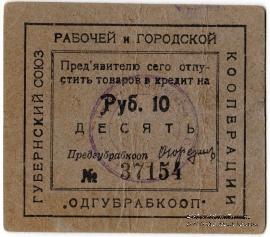 РАБОЧЕЙ и ГОРОДСКОЙ
ГУБЕРНСКИЙ СОЮЗ
КООПЕРАЦИИ
Пред'явителю сего отпу-
стить товаров в кредит на
Руб. 10
ДЕСЯТЬ
Предгубрабкооп
№ 37154
„ОДГУБРАБКООП"